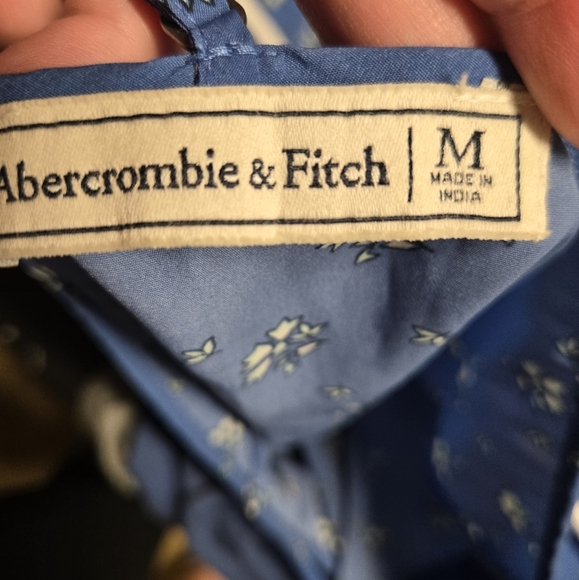 Abercrombie & Fitch
M
MADE IN
INDIA